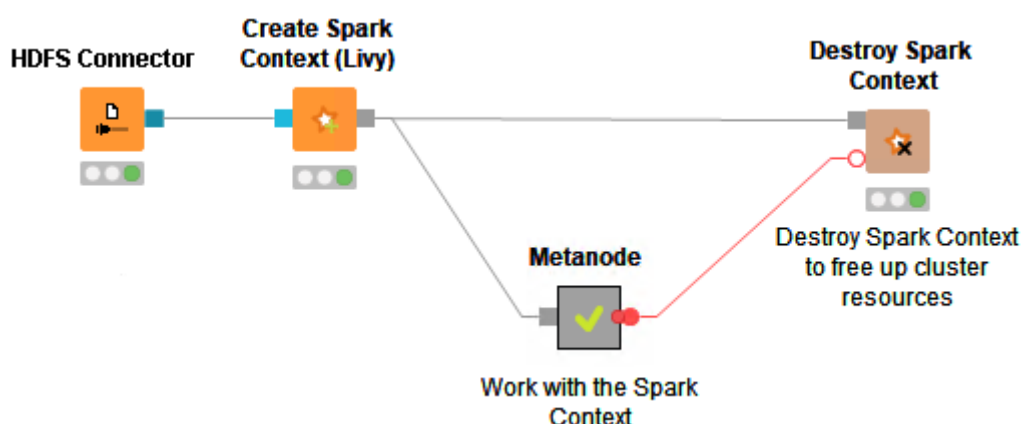 HDFS Connector
Create Spark
Context (Livy)
Destroy Spark
Context
Destroy Spark Context
to free up cluster
resources
Metanode
Work with the Spark
Context